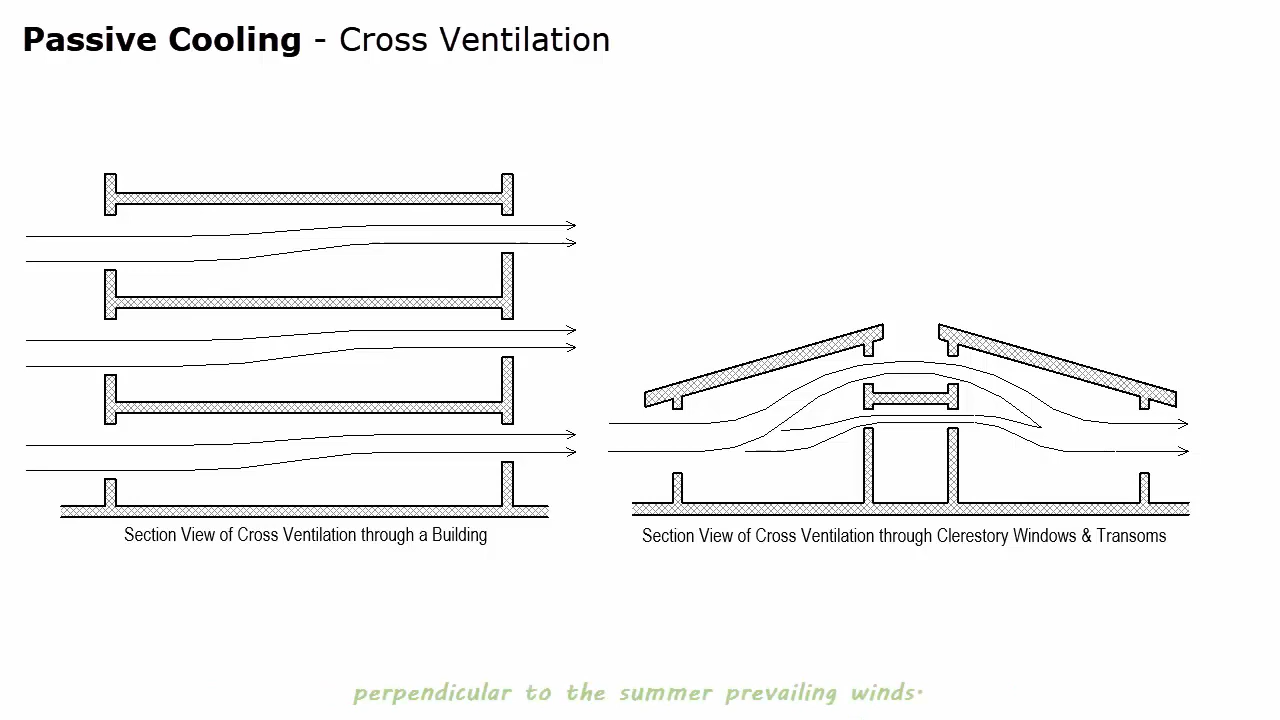 Passive Cooling - Cross Ventilation
Section View of Cross Ventilation through a Building
Section View of Cross Ventilation through Clerestory Windows & Transoms
perpendicular to the summer prevailing winds.